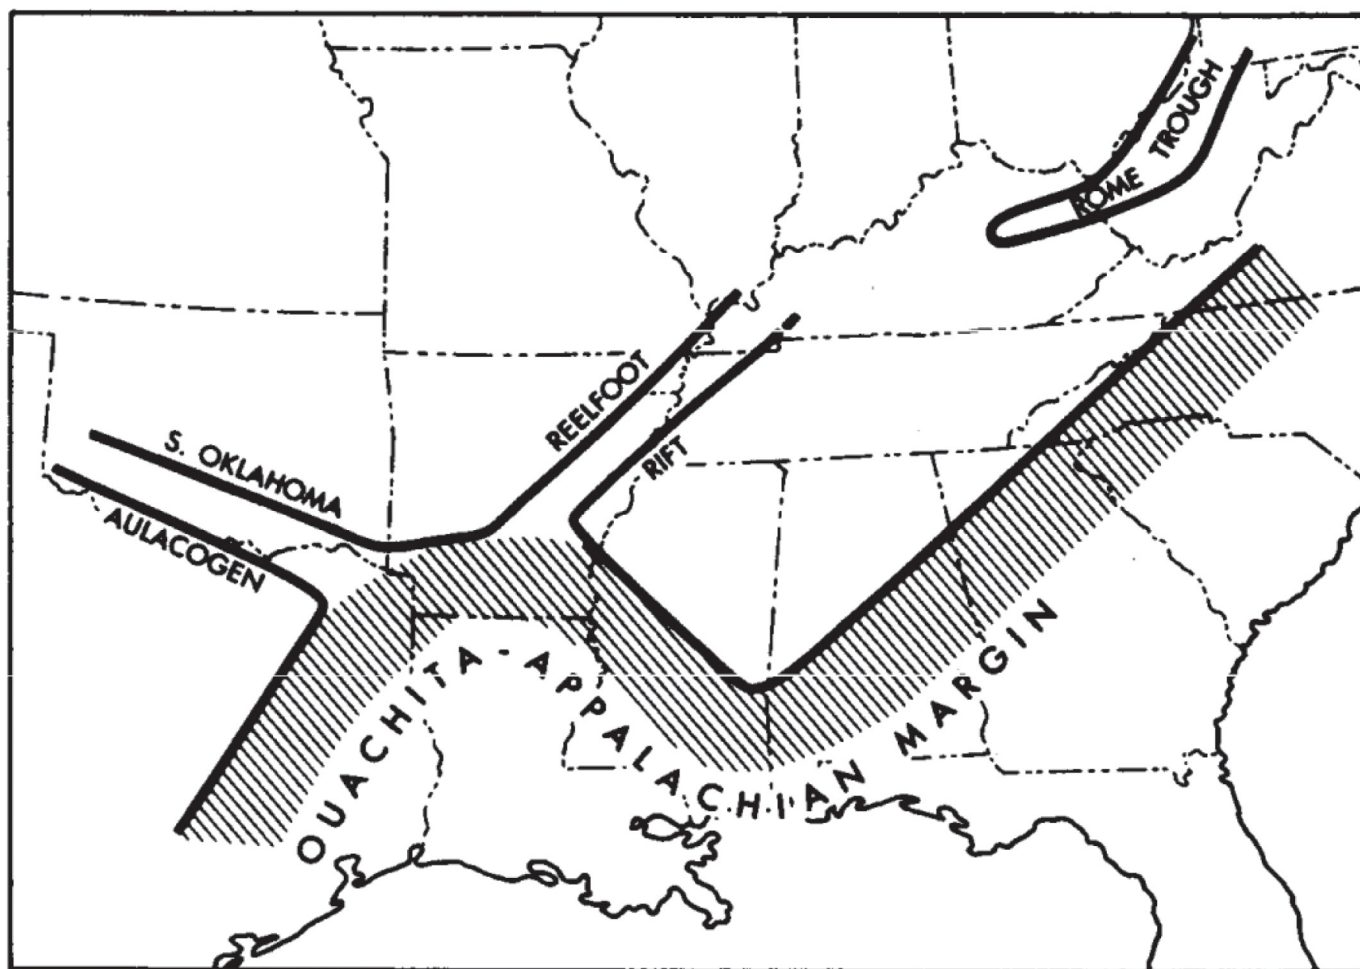 ROME TROUGH
REELFOOT
RIFT
S. OKLAHOMA
AULACOGEN
OUACHITA-APPALACHIAN MARGIN